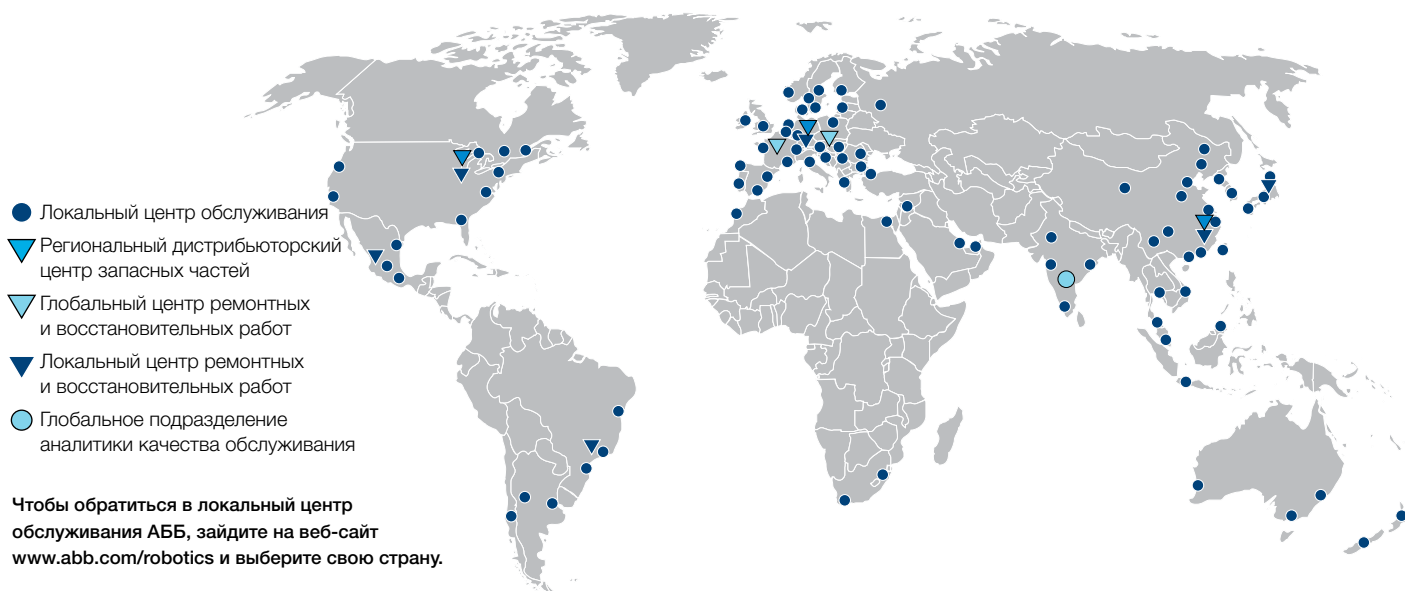 Локальный центр обслуживания
Региональный дистрибьюторский
центр запасных частей
Глобальный центр ремонтных
и восстановительных работ
Локальный центр ремонтных
и восстановительных работ
Глобальное подразделение
аналитики качества обслуживания
Чтобы обратиться в локальный центр
обслуживания АББ, зайдите на веб-сайт
www.abb.com/robotics и выберите свою страну.